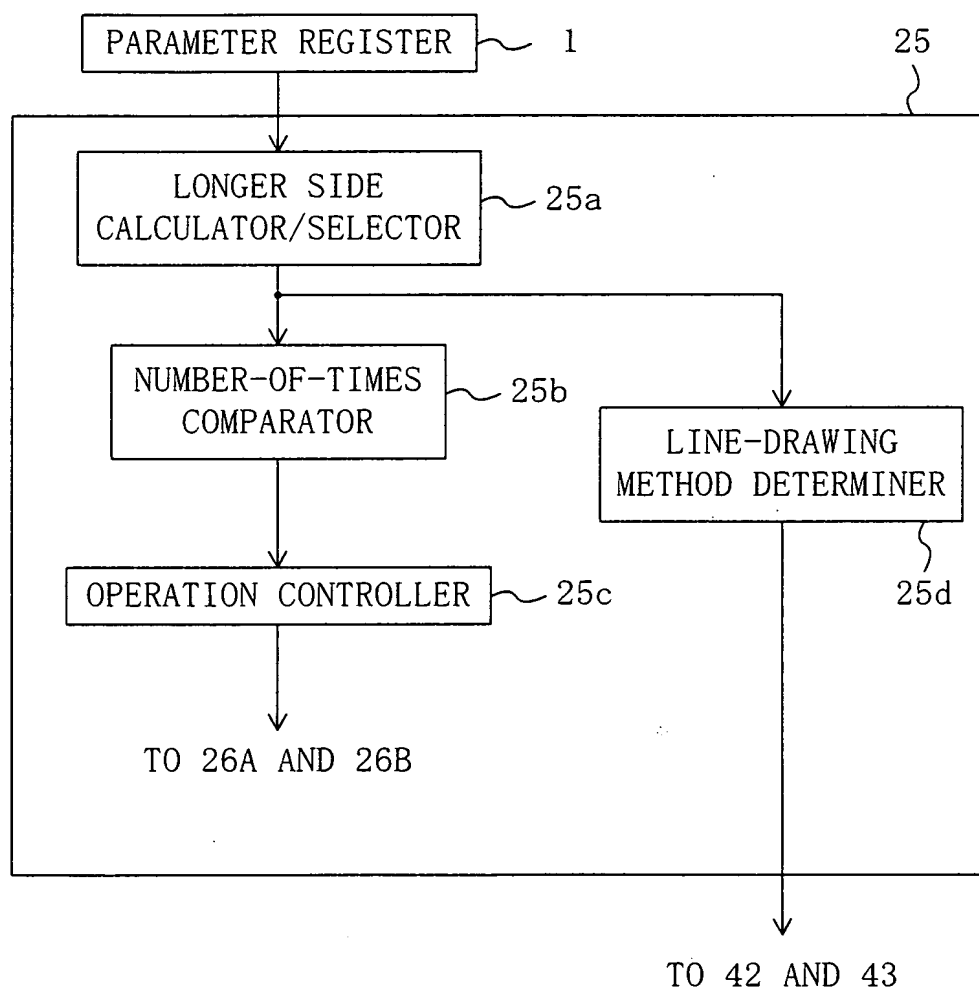 PARAMETER REGISTER
1
25
LONGER SIDE
CALCULATOR/SELECTOR
25a
NUMBER-OF-TIMES
COMPARATOR
25b
LINE-DRAWING
METHOD DETERMINER
25d
OPERATION CONTROLLER
25c
TO 26A AND 26B
TO 42 AND 43